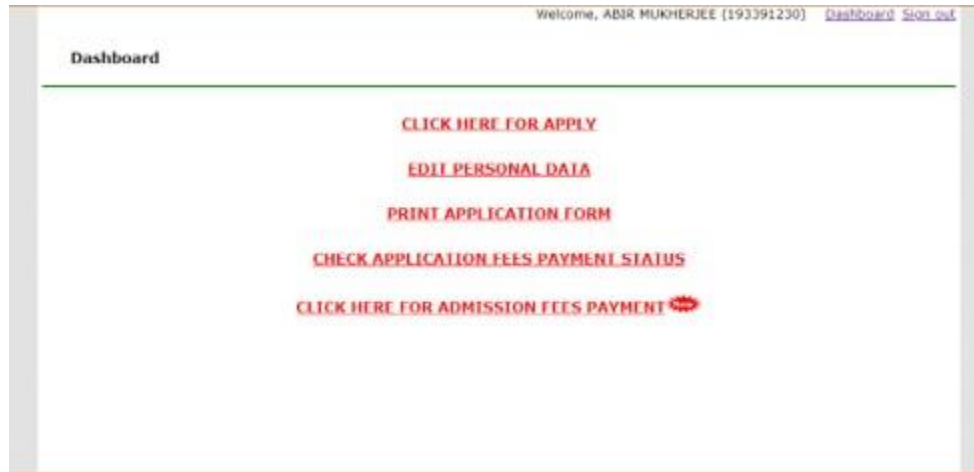 Welcome, ABIR MUKHERJEE (193391230) Dashboard Sign out
Dashboard
CLICK HERE FOR APPLY
EDIT PERSONAL DATA
PRINT APPLICATION FORM
CHECK APPLICATION FEES PAYMENT STATUS
CLICK HERE FOR ADMISSION FEES PAYMENT New